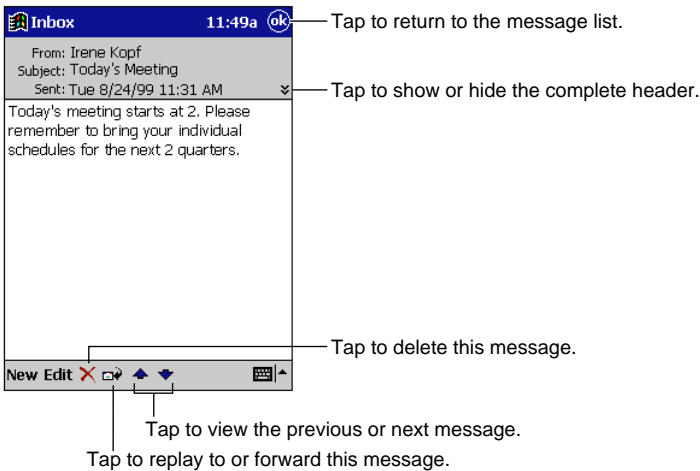 Inbox 11:49a ok
Tap to return to the message list.
From: Irene Kopf
Subject: Today's Meeting
Sent: Tue 8/24/99 11:31 AM
Tap to show or hide the complete header.
Today's meeting starts at 2. Please
remember to bring your individual
schedules for the next 2 quarters.
Tap to delete this message.
New Edit
Tap to view the previous or next message.
Tap to replay to or forward this message.